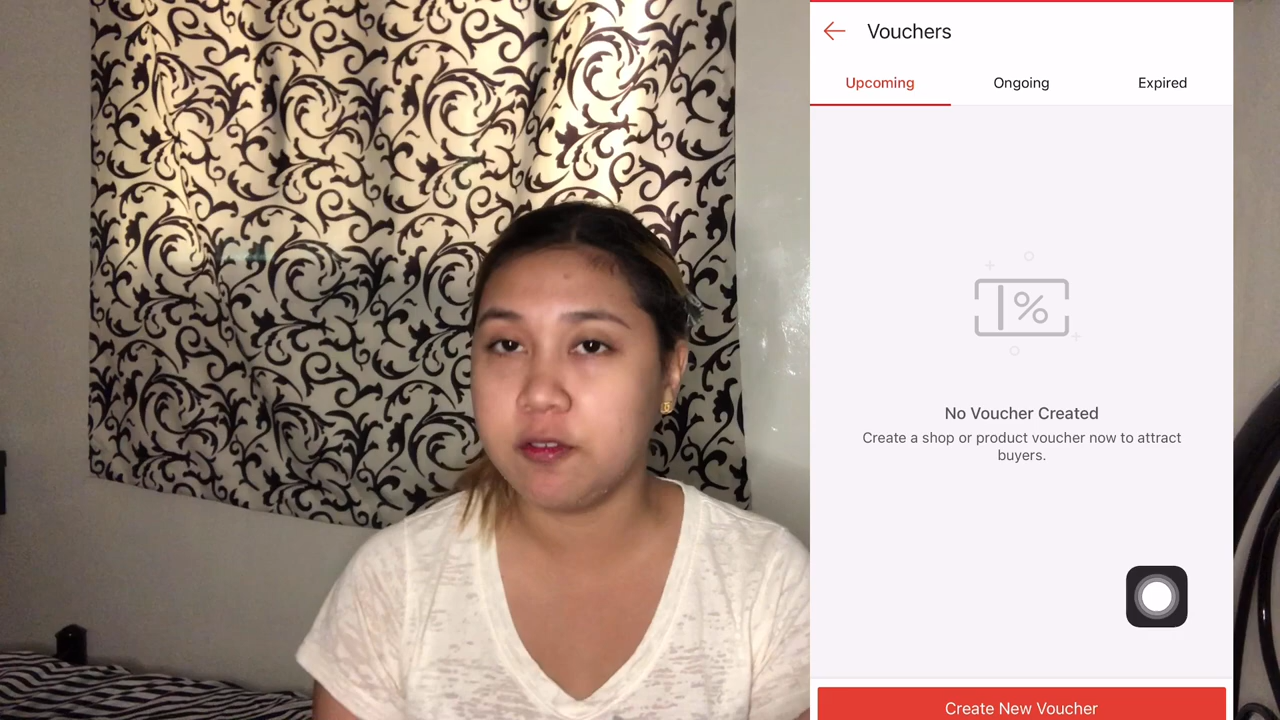 Vouchers
Upcoming
Ongoing
Expired
%
No Voucher Created
Create a shop or product voucher now to attract
buyers.
Create New Voucher